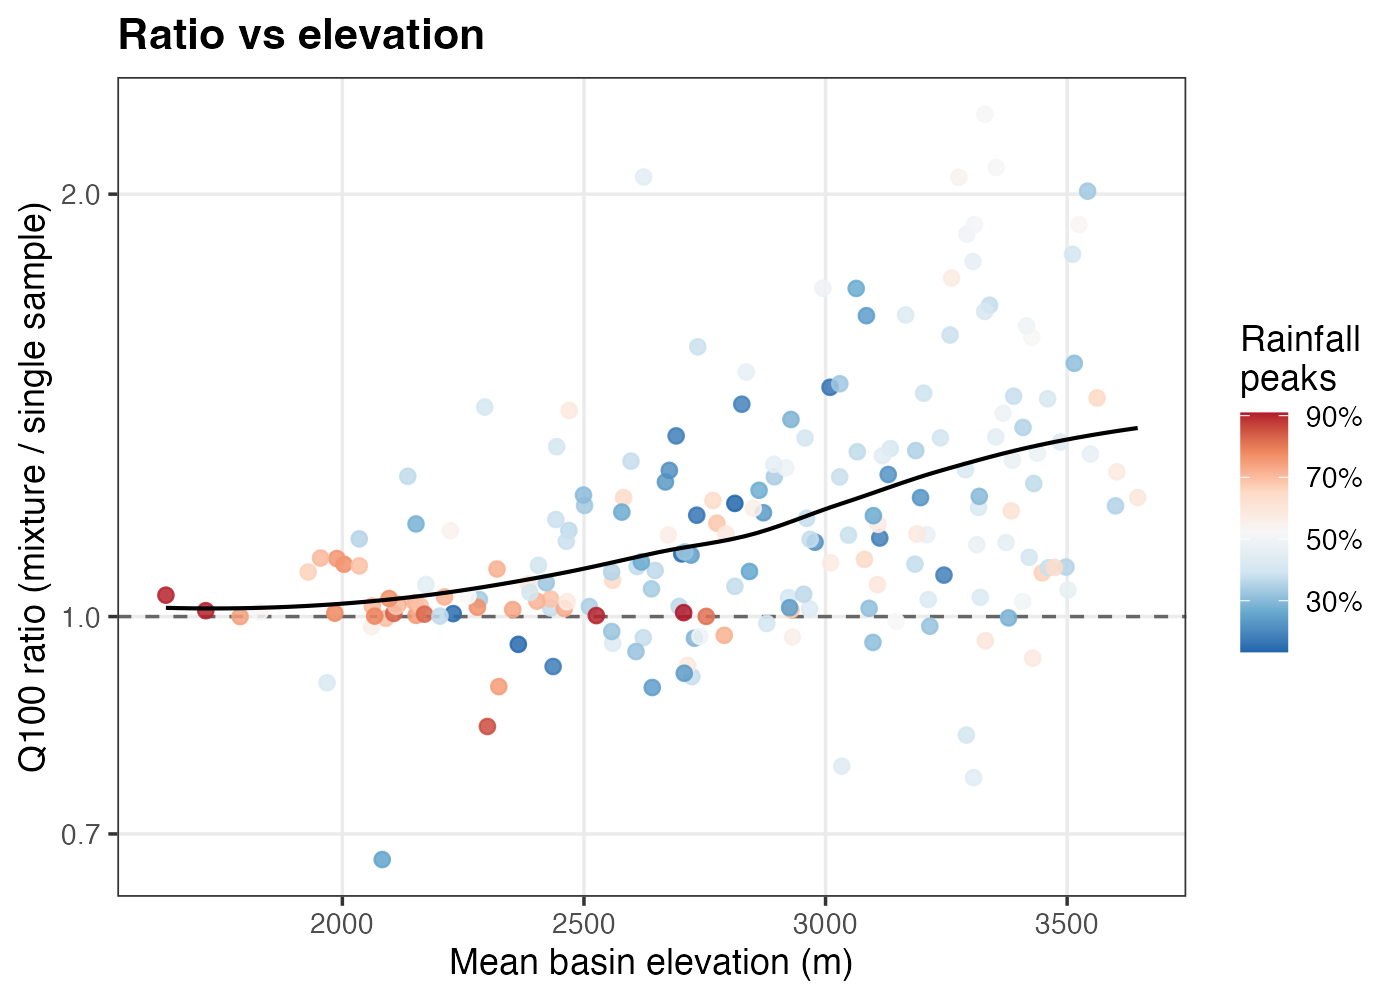 Ratio vs elevation
Q100 ratio (mixture / single sample)
2.0
1.0
0.7
2000
2500
3000
3500
Mean basin elevation (m)
Rainfall
peaks
90%
70%
50%
30%